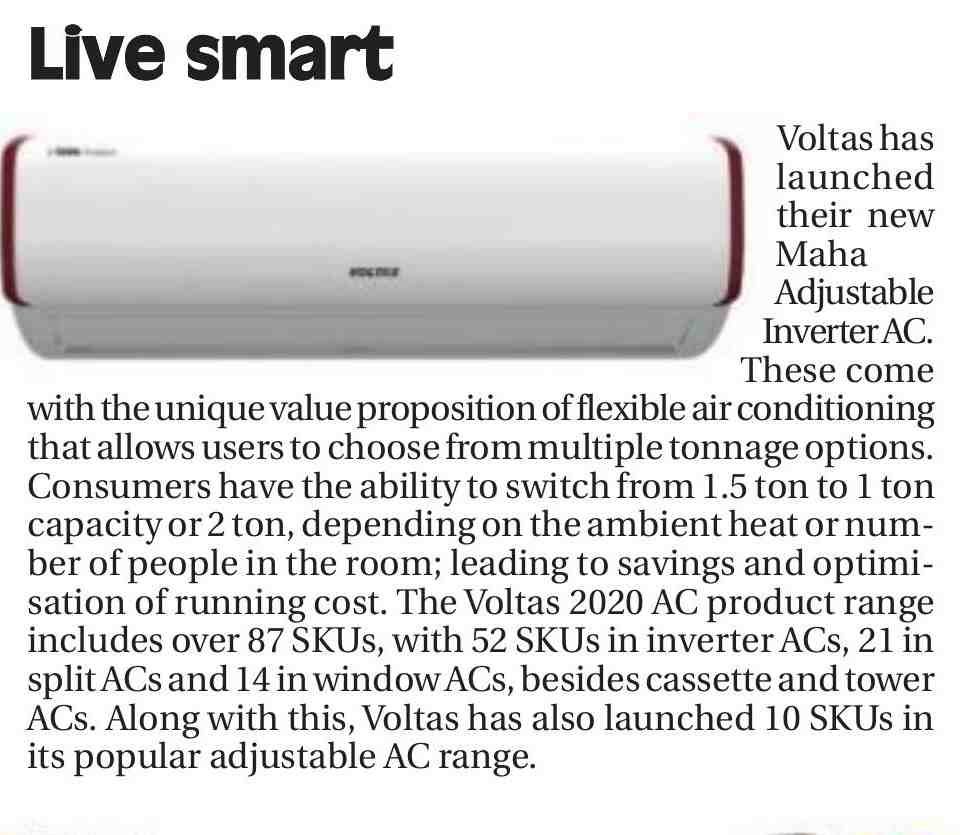 Live smart
VOLTAS
Voltas has
launched
their new
Maha
Adjustable
Inverter AC.
These come
with the unique value proposition of flexible air conditioning
that allows users to choose from multiple tonnage options.
Consumers have the ability to switch from 1.5 ton to 1 ton
capacity or 2 ton, depending on the ambient heat or num-
ber of people in the room; leading to savings and optimi-
sation of running cost. The Voltas 2020 AC product range
includes over 87 SKUs, with 52 SKUs in inverter ACs, 21 in
split ACs and 14 in window ACs, besides cassette and tower
ACs. Along with this, Voltas has also launched 10 SKUs in
its popular adjustable AC range.